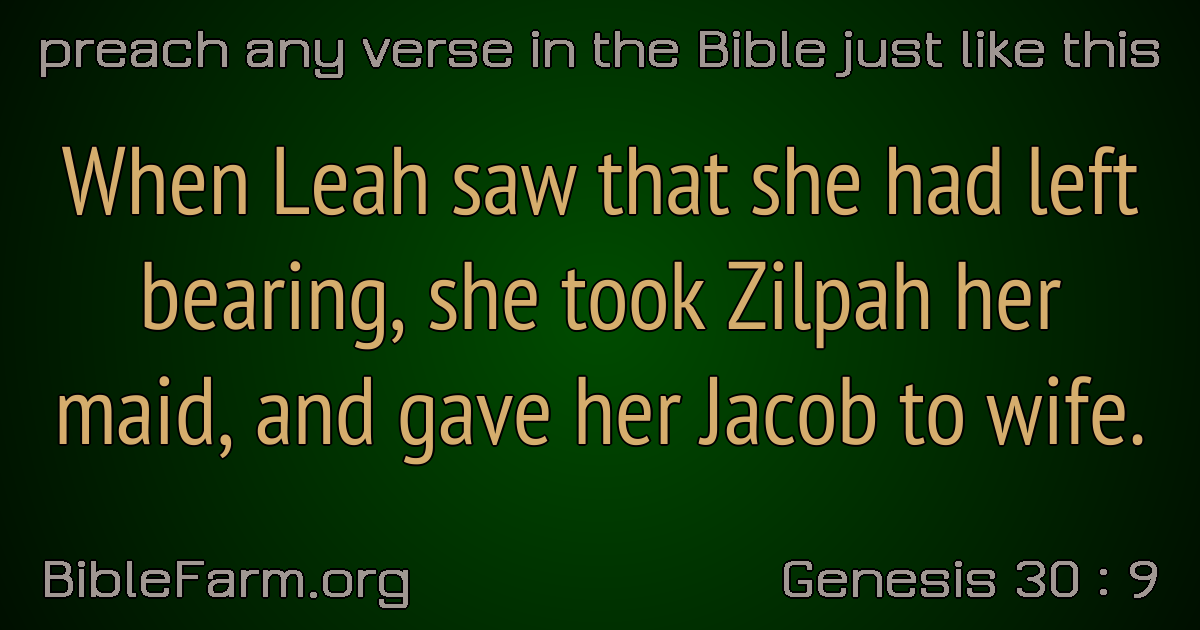 preach any verse in the Bible just like this
When Leah saw that she had left
bearing, she took Zilpah her
maid, and gave her Jacob to wife.
BibleFarm.org
Genesis 30 : 9